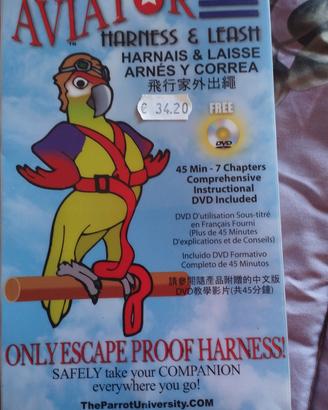 AVIATOR
™
HARNESS & LEASH
HARNAIS & LAISSE
ARNÉS Y CORREA
飛行家外出繩
€ 34.20
FREE
DVD
45 Min - 7 Chapters
Comprehensive
Instructional
DVD Included
DVD D'utilisation Sous-titré
en Français Fourni
(Plus de 45 Minutes
D'explications et de Conseils)
Incluido DVD Formativo
Completo de 45 Minutos
請參閱隨產品附贈的中文版
DVD教學影片(共45分鐘)
ONLY ESCAPE PROOF HARNESS!
SAFELY take your COMPANION
everywhere you go!
TheParrotUniversity.COM